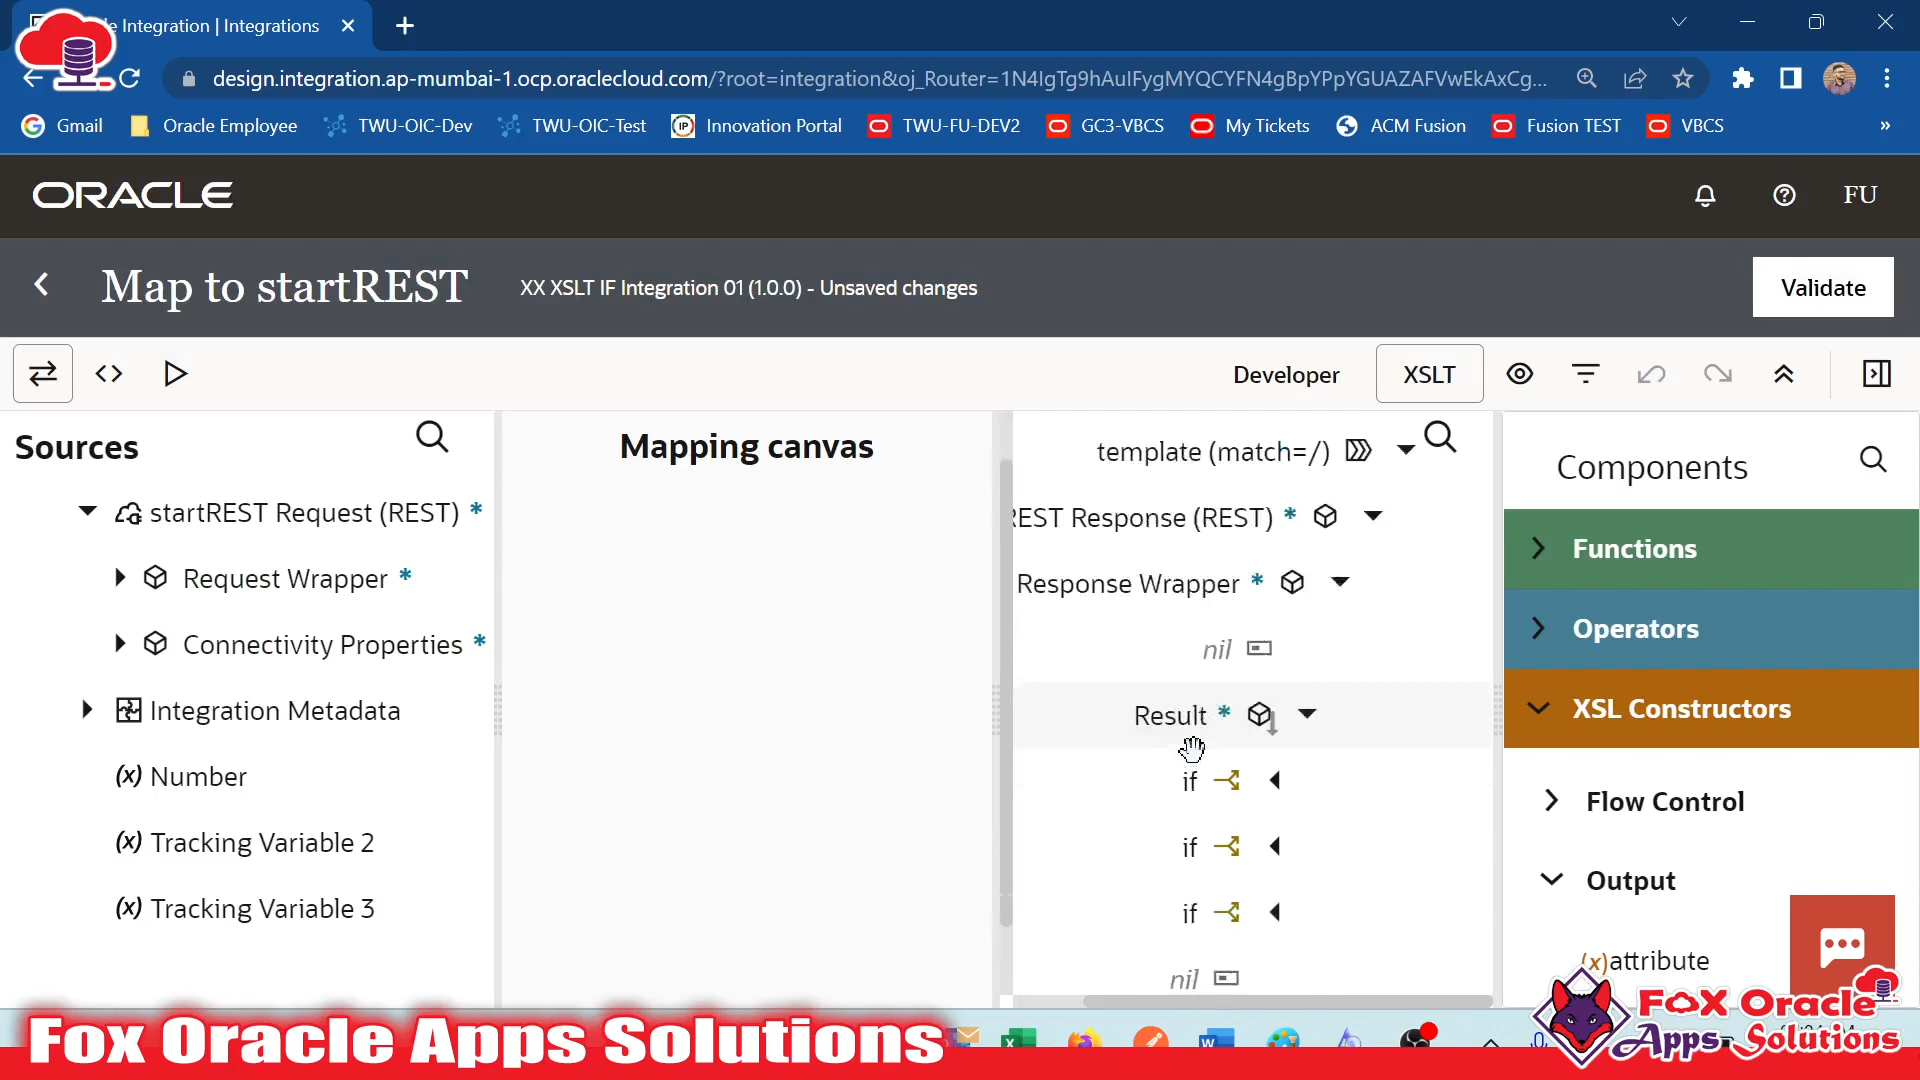 Integration | Integrations
design.integration.ap-mumbai-1.ocp.oraclecloud.com/?root=integration&oj_Router=1N4IgTg9hAuIFygMYQCYFN4gBpYPpYGUAZAFVwEkAxCg...
Gmail
Oracle Employee
TWU-OIC-Dev
TWU-OIC-Test
Innovation Portal
TWU-FU-DEV2
GC3-VBCS
My Tickets
ACM Fusion
Fusion TEST
VBCS
»
ORACLE
FU
Map to startREST
XX XSLT IF Integration 01 (1.0.0) - Unsaved changes
Validate
Developer
XSLT
Sources
Mapping canvas
template (match=/)
Components
startREST Request (REST) *
REST Response (REST) *
Functions
Request Wrapper *
Response Wrapper *
Operators
Connectivity Properties *
nil
Integration Metadata
Result *
XSL Constructors
(x) Number
if
Flow Control
(x) Tracking Variable 2
if
Output
(x) Tracking Variable 3
if
(x) attribute
nil
Fox Oracle Apps Solutions
Fox Oracle
Apps Solutions